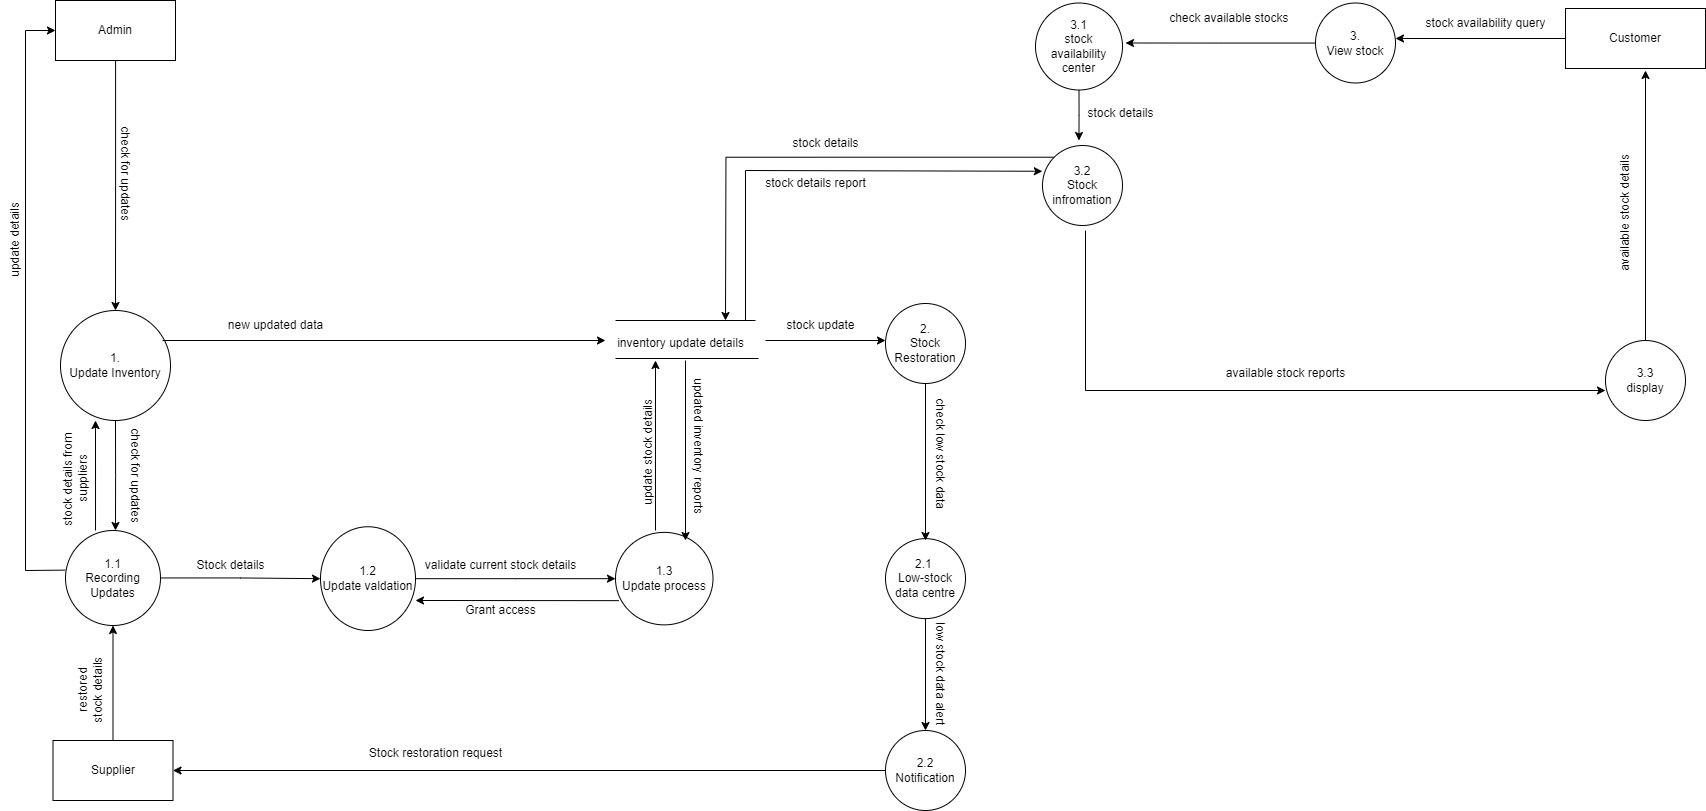 Admin
3.1
stock
availability
center
check available stocks
3.
View stock
stock availability query
Customer
check for updates
stock details
stock details
stock details report
3.2
Stock
infromation
available stock details
update details
new updated data
inventory update details
stock update
2.
Stock
Restoration
1.
Update Inventory
available stock reports
3.3
display
stock details from
suppliers
check for updates
update stock details
updated inventory reports
check low stock data
1.1
Recording
Updates
Stock details
1.2
Update valdation
validate current stock details
Grant access
1.3
Update process
2.1
Low-stock
data centre
restored
stock details
low stock data alert
Supplier
Stock restoration request
2.2
Notification